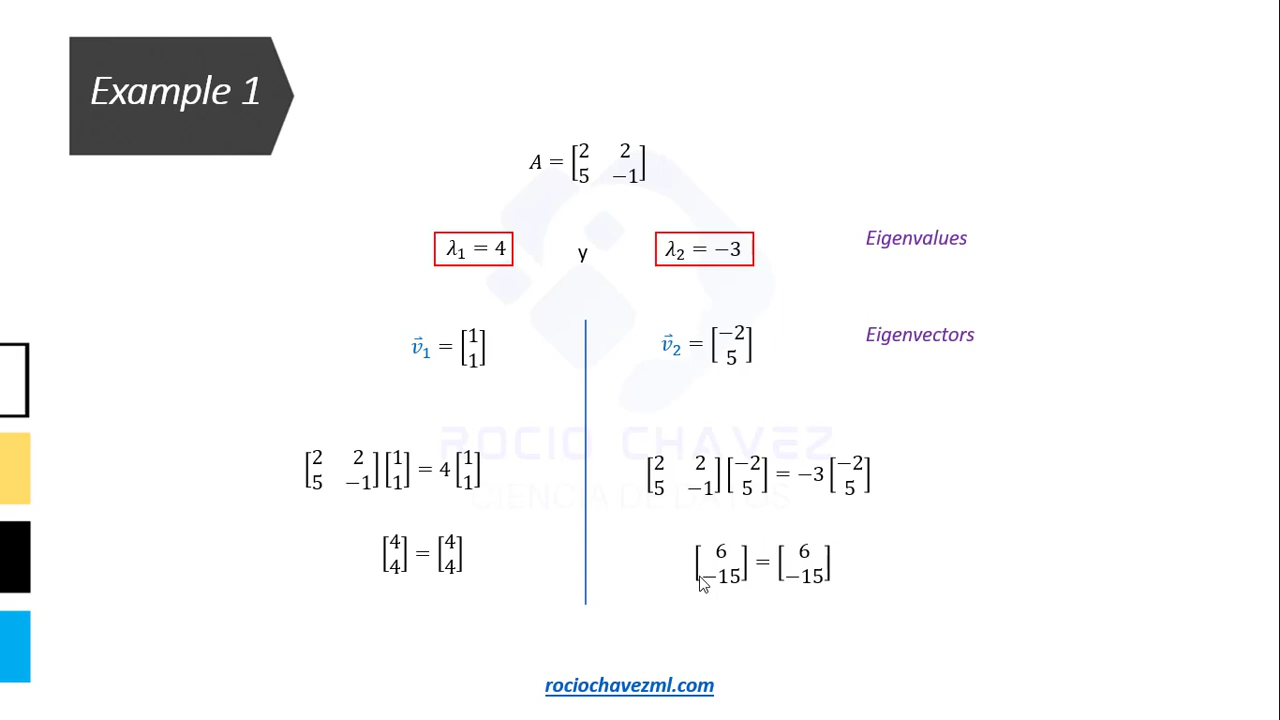 Example 1
A = [2 2
5 −1]
λ₁ = 4 y λ₂ = −3 Eigenvalues
v⃗₁ = [1
1] v⃗₂ = [−2
5] Eigenvectors
ROCIO CHAVEZ
CIENCIA DE DATOS
[2 2
5 −1] [1
1] = 4 [1
1]
[4
4] = [4
4]
[2 2
5 −1] [−2
5] = −3 [−2
5]
[6
−15] = [6
−15]
rociochavezml.com